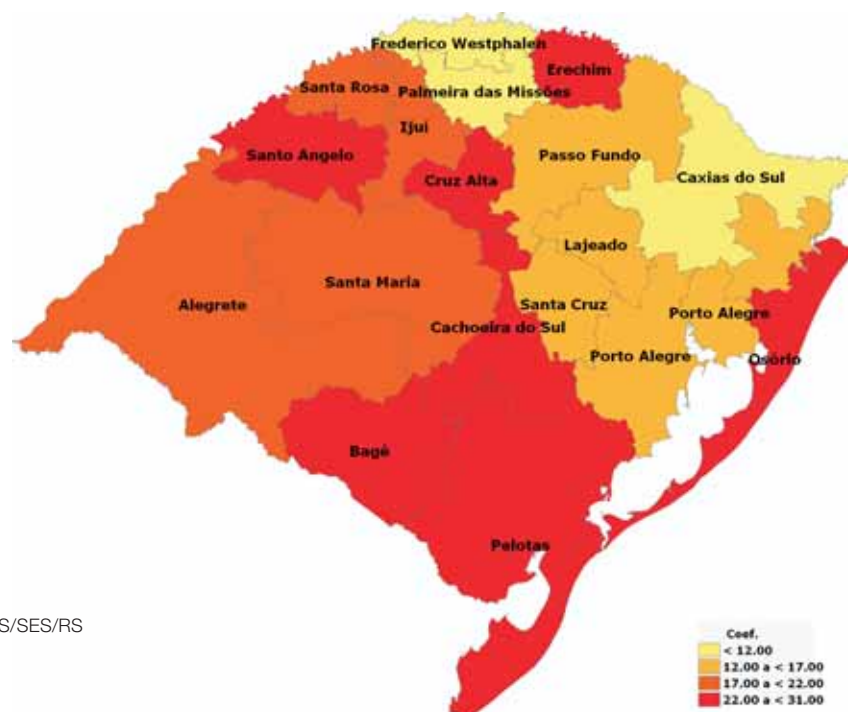 Frederico Westphalen
Erechim
Santa Rosa
Palmeira das Missões
Ijuí
Santo Angelo
Passo Fundo
Cruz Alta
Caxias do Sul
Lajeado
Santa Maria
Alegrete
Santa Cruz
Porto Alegre
Cachoeira do Sul
Porto Alegre
Osório
Bagé
Pelotas
S/SES/RS
Coef.
< 12.00
12.00 a < 17.00
17.00 a < 22.00
22.00 a < 31.00